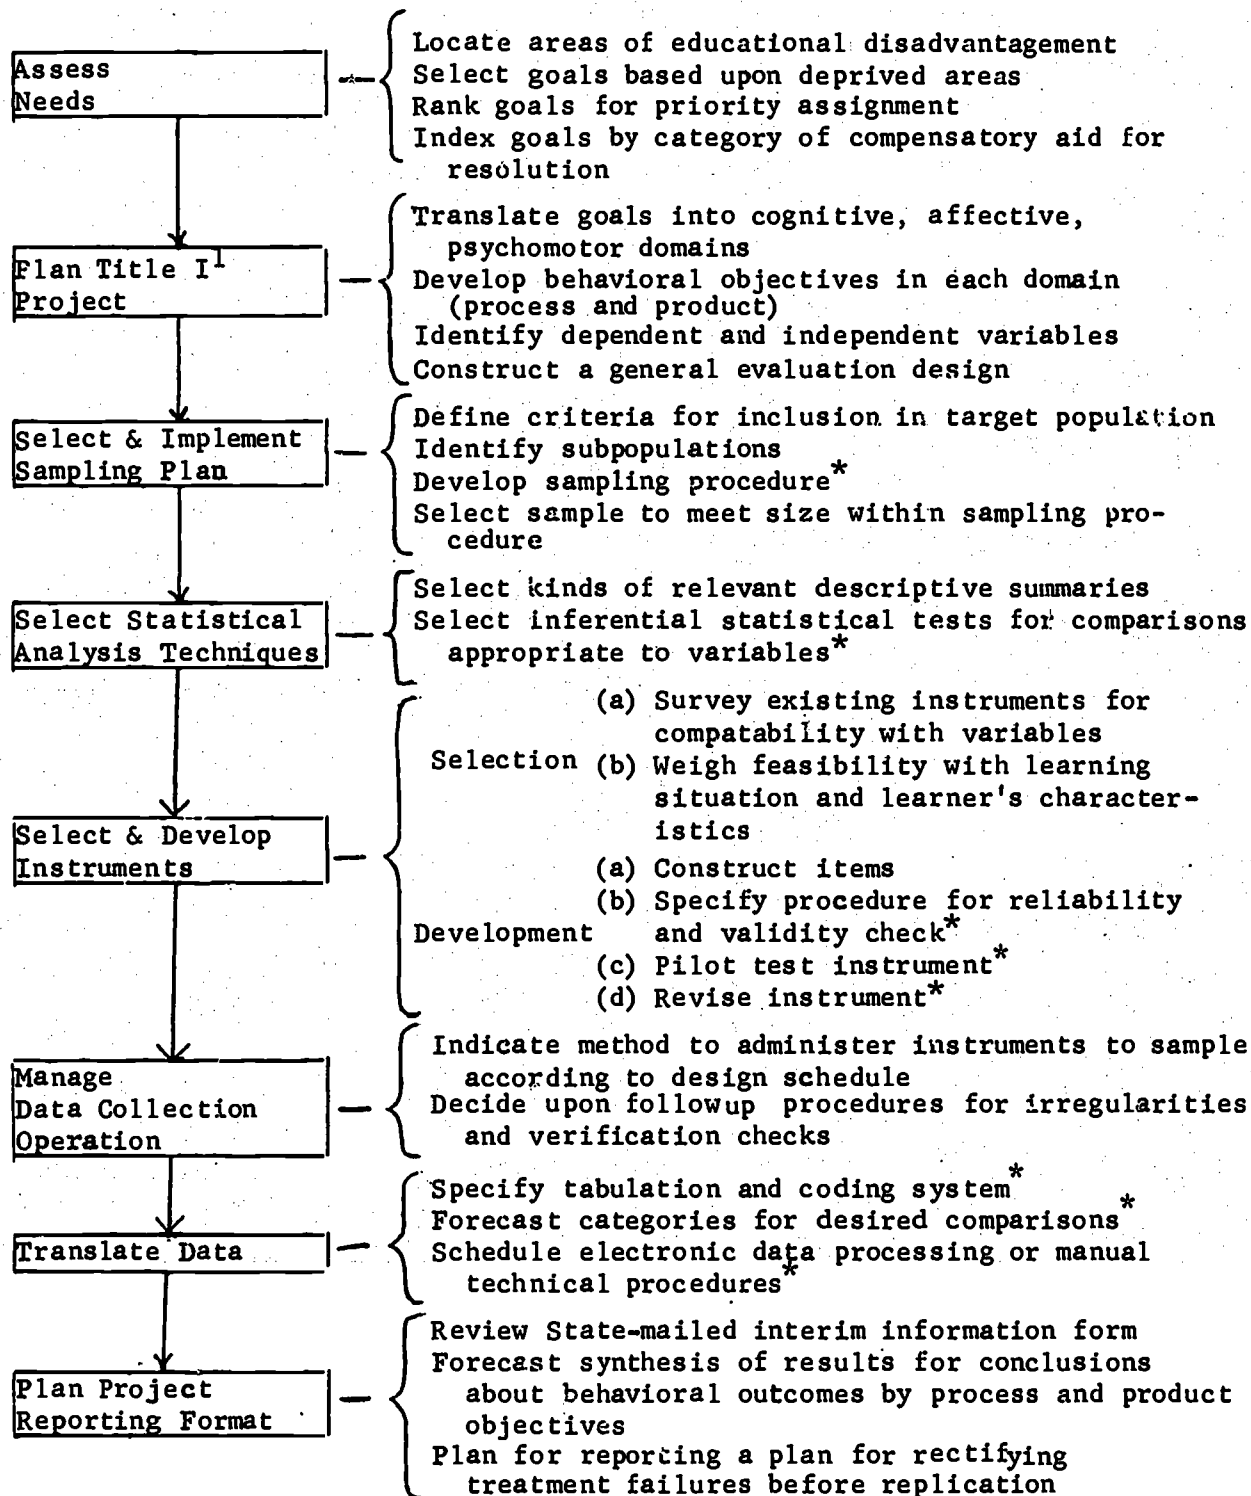 Assess
Needs
Locate areas of educational disadvantagement
Select goals based upon deprived areas
Rank goals for priority assignment
Index goals by category of compensatory aid for
resolution
Plan Title I1
Project
Translate goals into cognitive, affective,
psychomotor domains
Develop behavioral objectives in each domain
(process and product)
Identify dependent and independent variables
Construct a general evaluation design
Select & Implement
Sampling Plan
Define criteria for inclusion in target population
Identify subpopulations
Develop sampling procedure*
Select sample to meet size within sampling pro-
cedure
Select Statistical
Analysis Techniques
Select kinds of relevant descriptive summaries
Select inferential statistical tests for comparisons
appropriate to variables*
Select & Develop
Instruments
Selection
(a) Survey existing instruments for
compatability with variables
(b) Weigh feasibility with learning
situation and learner's character-
istics
Development
(a) Construct items
(b) Specify procedure for reliability
and validity check*
(c) Pilot test instrument*
(d) Revise instrument*
Manage
Data Collection
Operation
Indicate method to administer instruments to sample
according to design schedule
Decide upon followup procedures for irregularities
and verification checks
Translate Data
Specify tabulation and coding system*
Forecast categories for desired comparisons*
Schedule electronic data processing or manual
technical procedures*
Plan Project
Reporting Format
Review State-mailed interim information form
Forecast synthesis of results for conclusions
about behavioral outcomes by process and product
objectives
Plan for reporting a plan for rectifying
treatment failures before replication